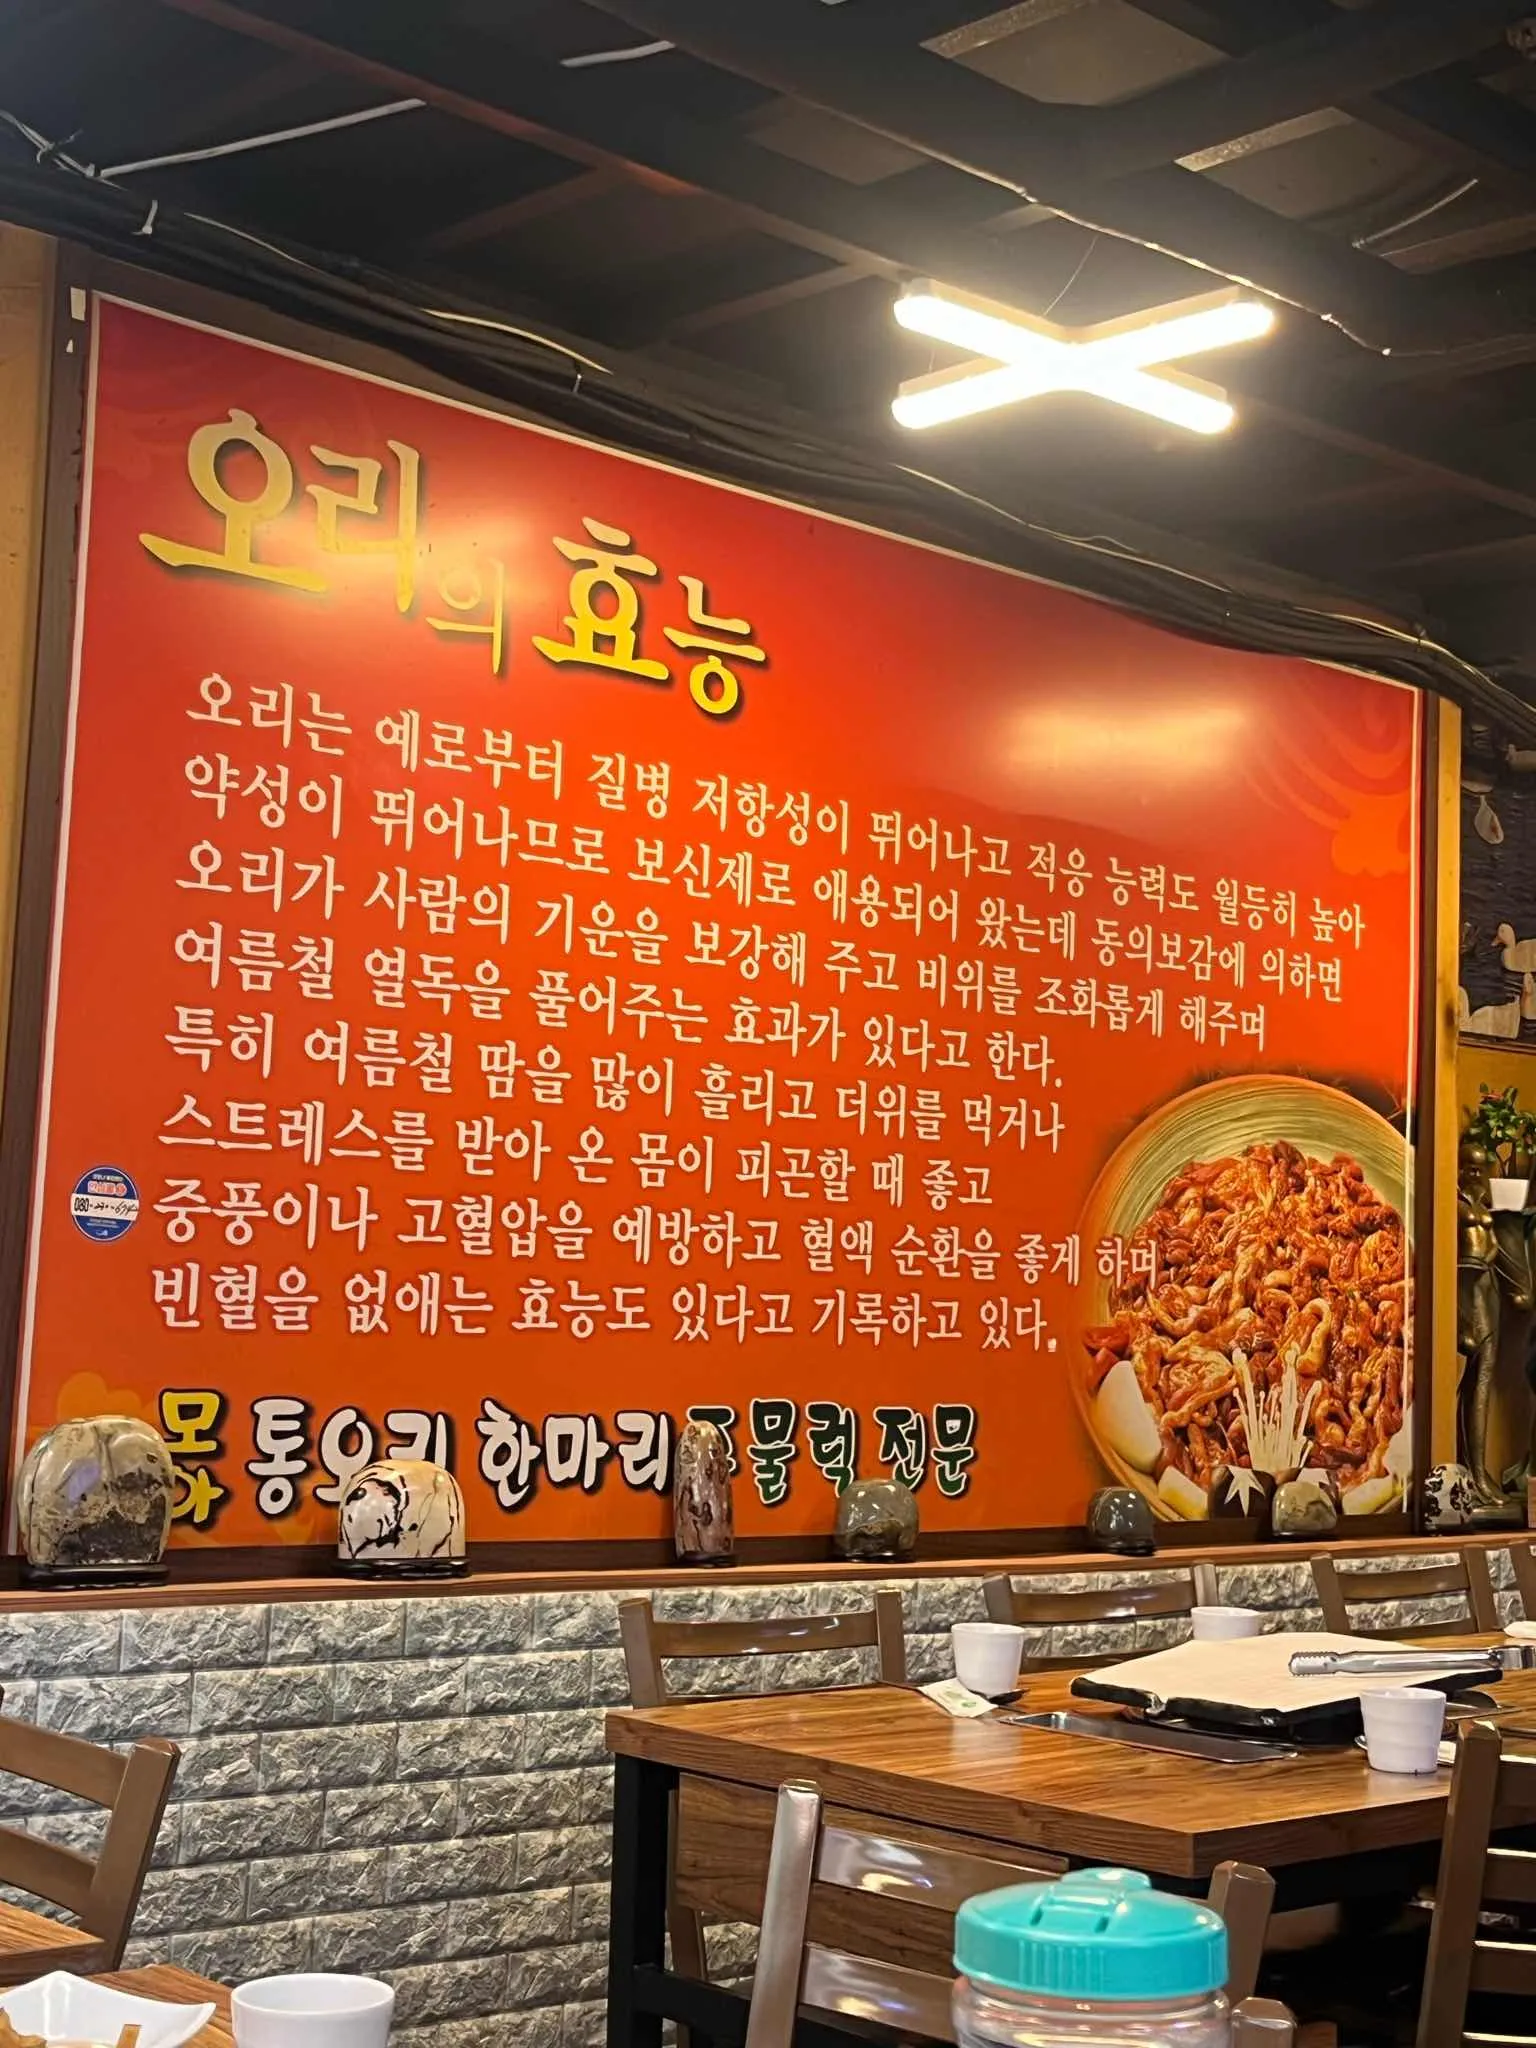 오리의 효능
오리는 예로부터 질병 저항성이 뛰어나고 적응 능력도 월등히 높아
약성이 뛰어나므로 보신제로 애용되어 왔는데 동의보감에 의하면
오리가 사람의 기운을 보강해 주고 비위를 조화롭게 해주며
여름철 열독을 풀어주는 효과가 있다고 한다.
특히 여름철 땀을 많이 흘리고 더위를 먹거나
스트레스를 받아 온 몸이 피곤할 때 좋고
중풍이나 고혈압을 예방하고 혈액 순환을 좋게 하며
빈혈을 없애는 효능도 있다고 기록하고 있다.
모아 통오리 한마리 주물럭 전문